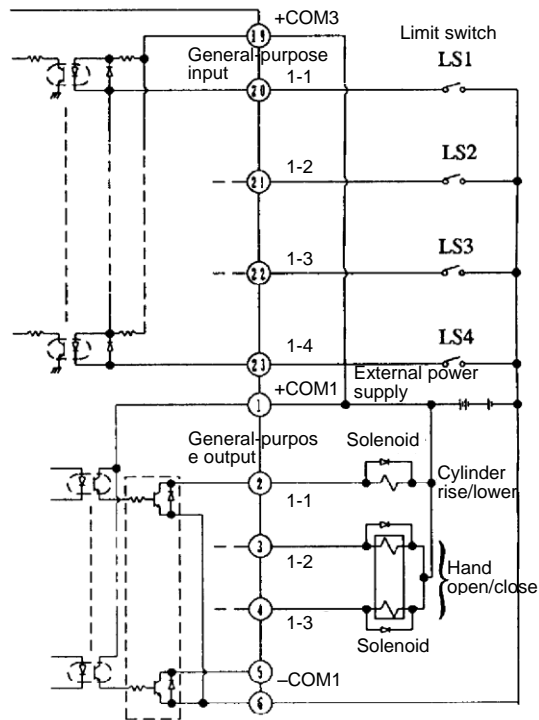 +COM3
19
General-purpose
input
Limit switch
1-1
LS1
20
1-2
LS2
21
1-3
LS3
22
1-4
LS4
23
External power
supply
+COM1
1
General-purpos
e output
Solenoid
2
1-1
Cylinder
rise/lower
3
1-2
Hand
open/close
4
1-3
Solenoid
5
–COM1
6